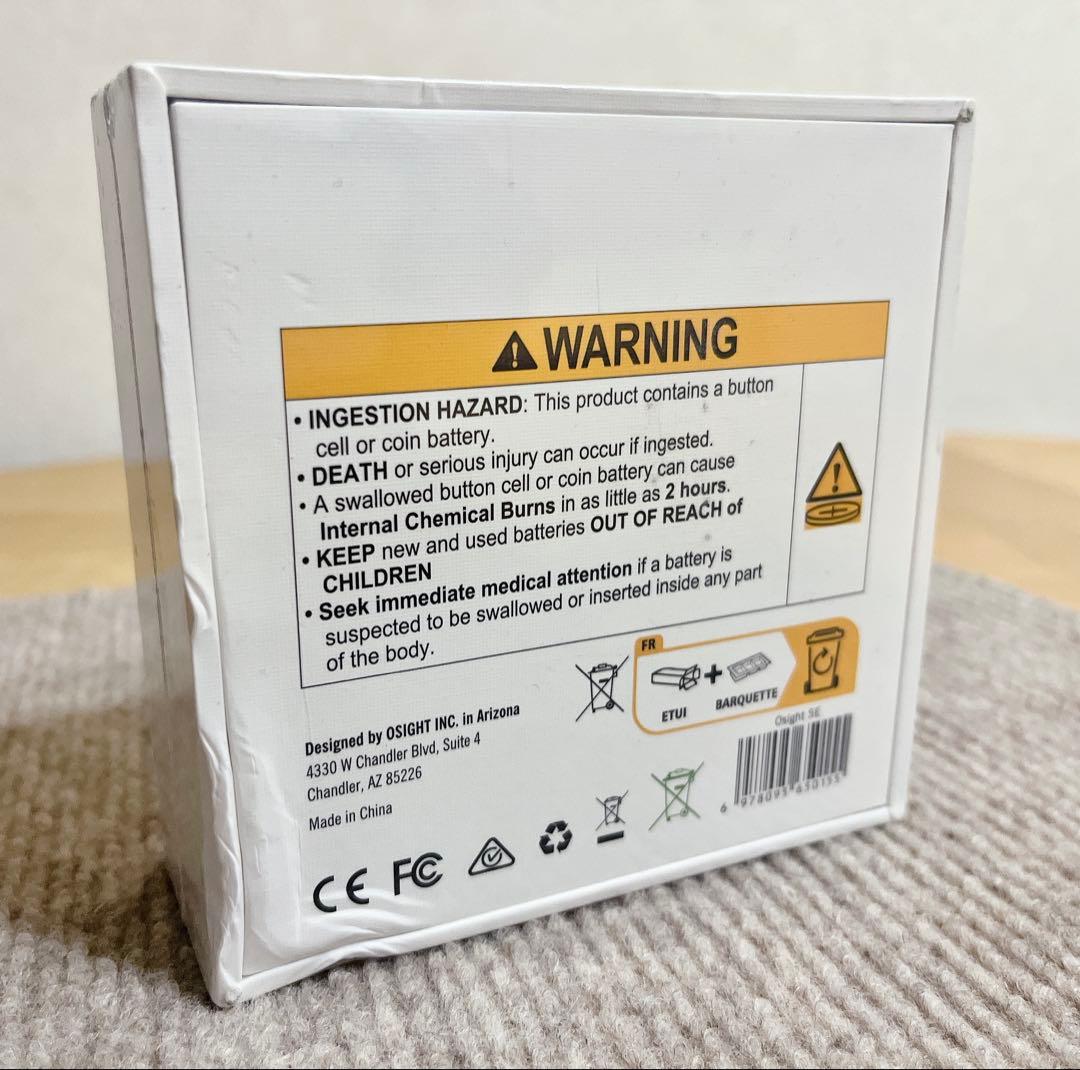 WARNING
• INGESTION HAZARD: This product contains a button
cell or coin battery.
• DEATH or serious injury can occur if ingested.
• A swallowed button cell or coin battery can cause
Internal Chemical Burns in as little as 2 hours.
• KEEP new and used batteries OUT OF REACH of
CHILDREN
• Seek immediate medical attention if a battery is
suspected to be swallowed or inserted inside any part
of the body.
FR
ETUI + BARQUETTE
Designed by OSIGHT INC. in Arizona
4330 W Chandler Blvd, Suite 4
Chandler, AZ 85226
Made in China
Osight SE
CE FC